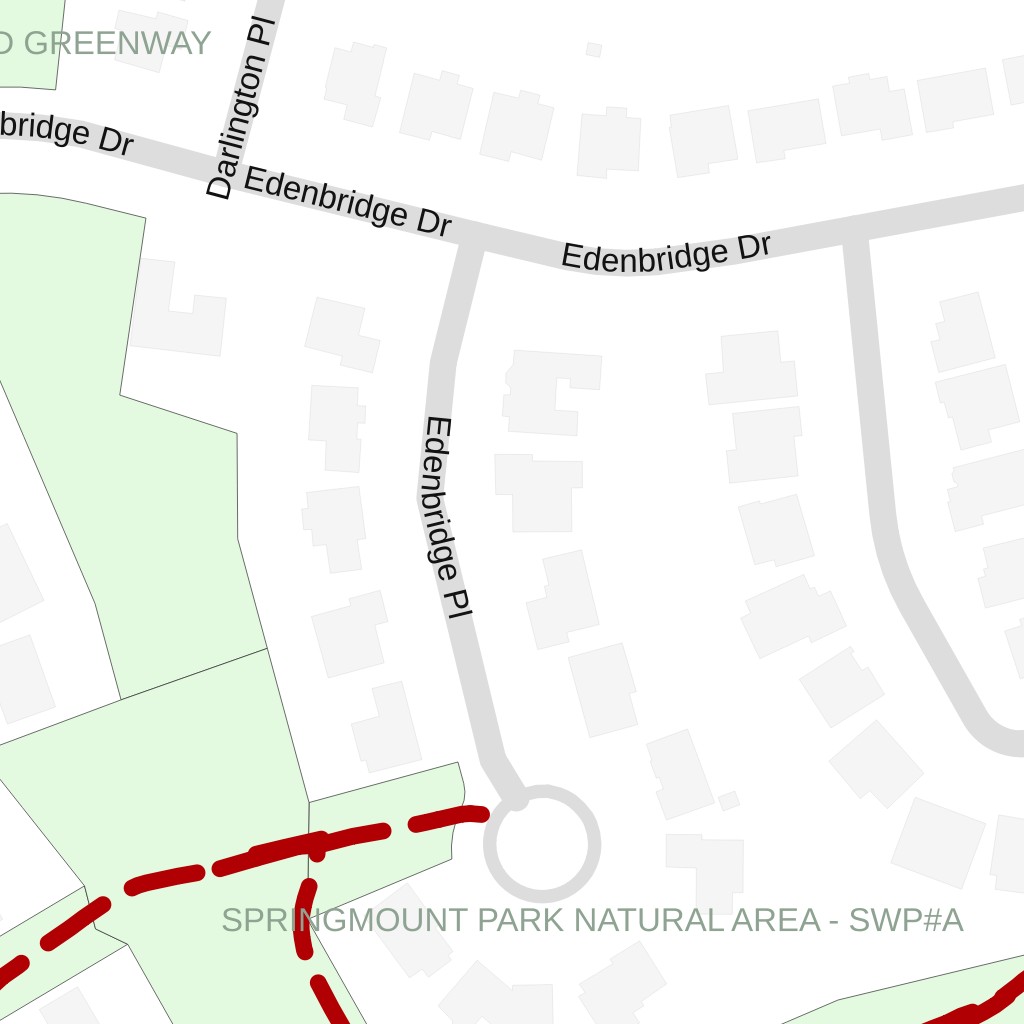 D GREENWAY
Darlington Pl
bridge Dr
Edenbridge Dr
Edenbridge Dr
Edenbridge Pl
SPRINGMOUNT PARK NATURAL AREA - SWP#A